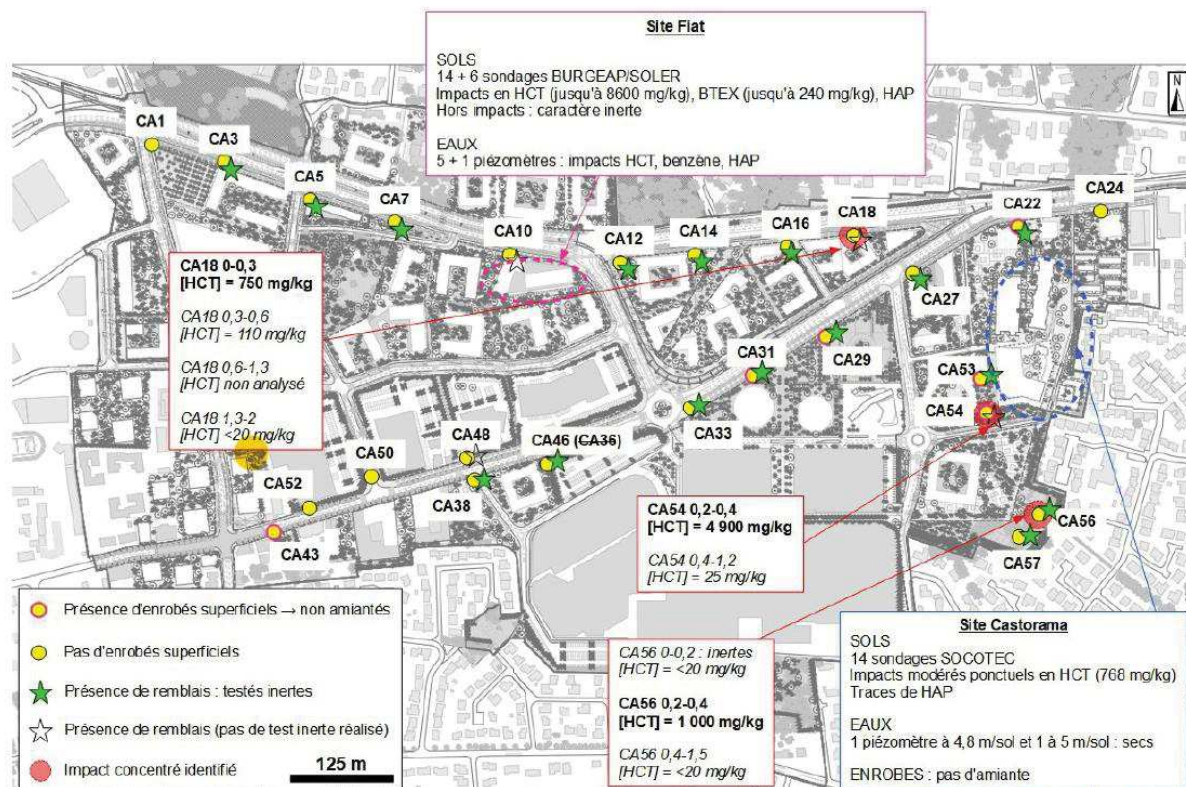 Site Fiat
SOLS
14 + 6 sondages BURGEAP/SOLER
Impacts en HCT (jusqu'à 8600 mg/kg), BTEX (jusqu'à 240 mg/kg), HAP
Hors impacts : caractère inerte
EAUX
5 + 1 piézomètres : impacts HCT, benzène, HAP
N
CA1
CA3
CA5
CA7
CA10
CA12
CA14
CA16
CA18
CA22
CA24
CA27
CA29
CA31
CA33
CA53
CA54
CA18 0-0,3
[HCT] = 750 mg/kg
CA18 0,3-0,6
[HCT] = 110 mg/kg
CA18 0,6-1,3
[HCT] non analysé
CA18 1,3-2
[HCT] <20 mg/kg
CA48
CA46 (CA36)
CA50
CA52
CA38
CA43
CA56
CA57
CA54 0,2-0,4
[HCT] = 4 900 mg/kg
CA54 0,4-1,2
[HCT] = 25 mg/kg
CA56 0-0,2 : inertes
[HCT] = <20 mg/kg
CA56 0,2-0,4
[HCT] = 1 000 mg/kg
CA56 0,4-1,5
[HCT] = <20 mg/kg
Site Castorama
SOLS
14 sondages SOCOTEC
Impacts modérés ponctuels en HCT (768 mg/kg)
Traces de HAP
EAUX
1 piézomètre à 4,8 m/sol et 1 à 5 m/sol : secs
ENROBES : pas d'amiante
Présence d'enrobés superficiels → non amiantés
Pas d'enrobés superficiels
Présence de remblais : testés inertes
Présence de remblais (pas de test inerte réalisé)
Impact concentré identifié
125 m